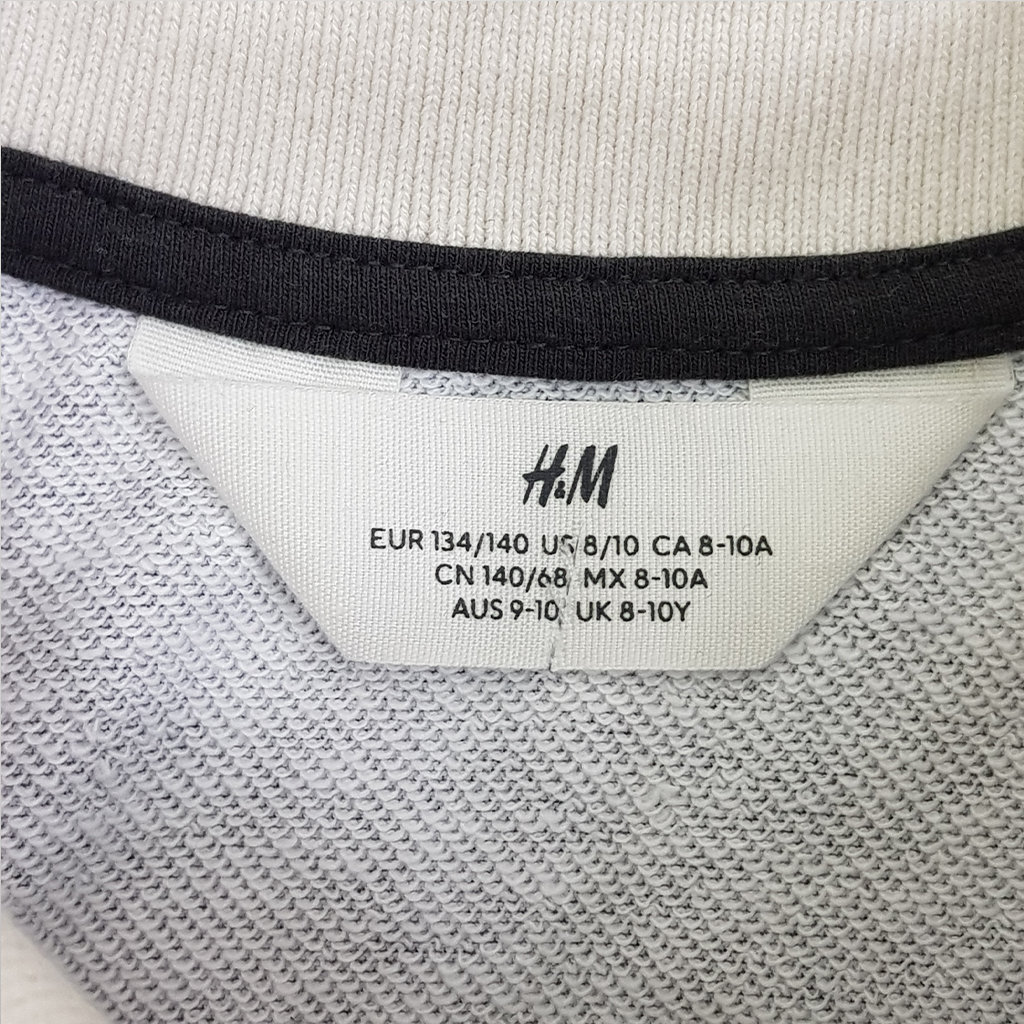 H&M
EUR 134/140 US 8/10 CA 8-10A
CN 140/68 MX 8-10A
AUS 9-10 UK 8-10Y